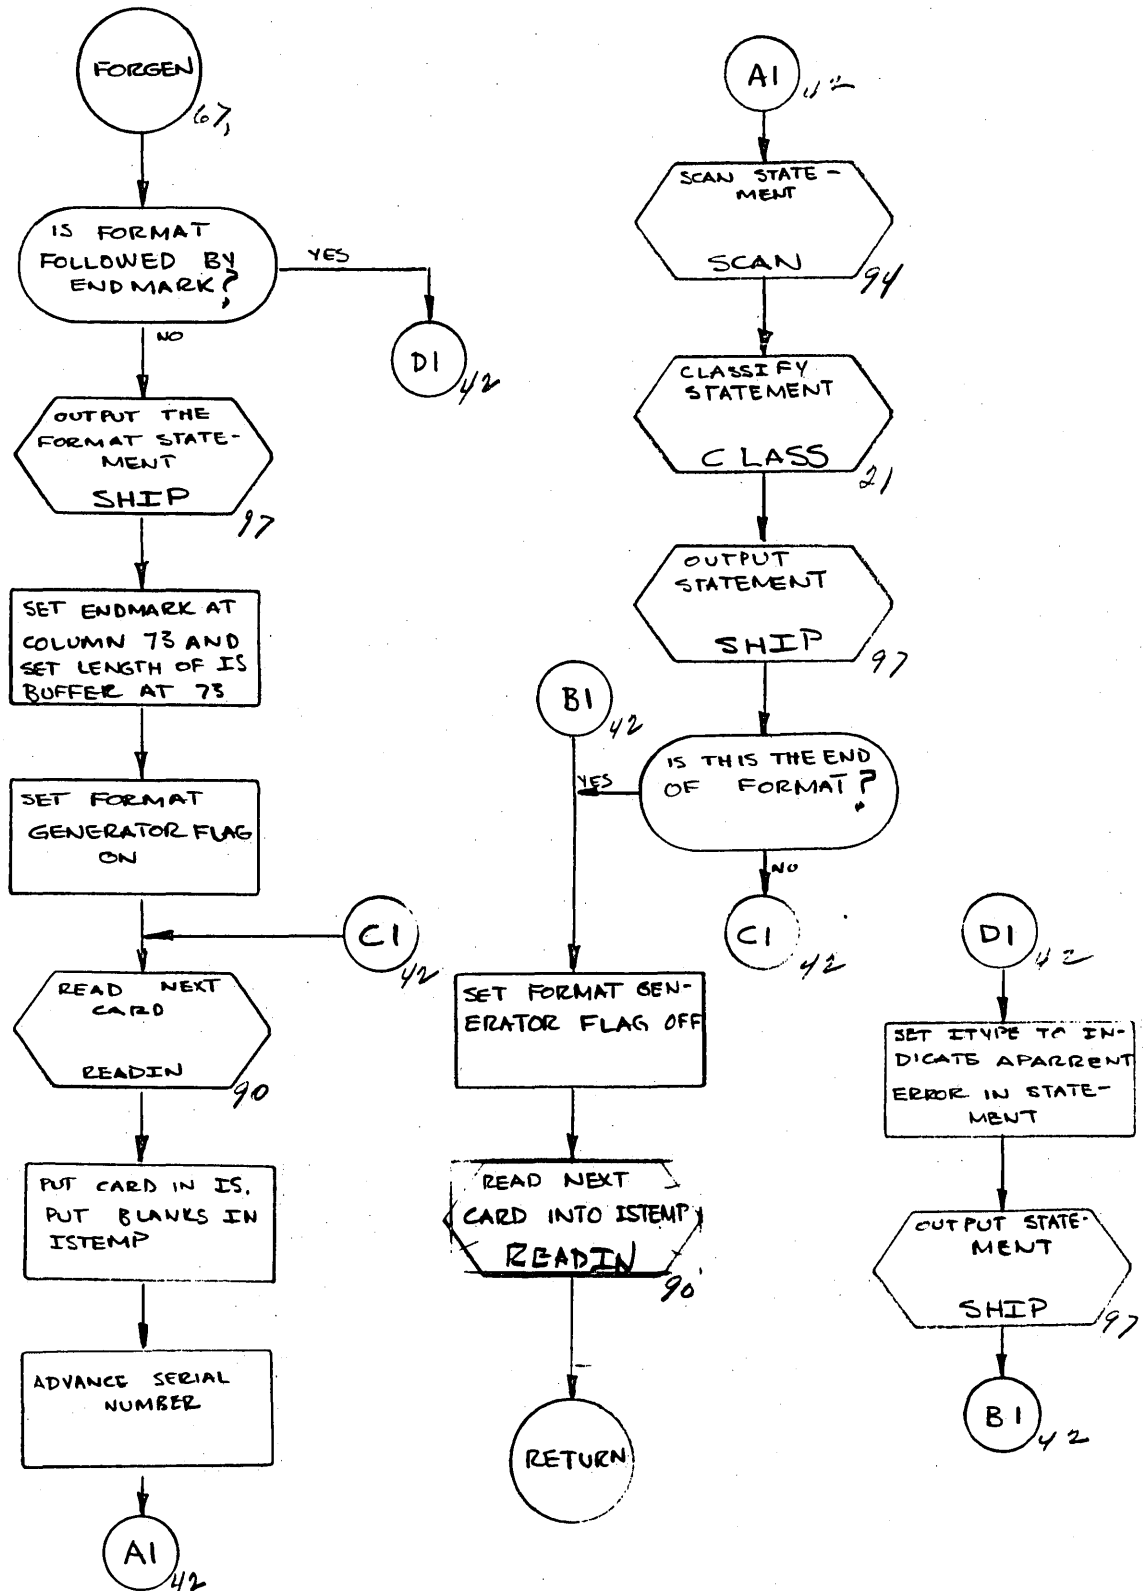 FORGEN
67,
IS FORMAT
FOLLOWED BY
ENDMARK?
YES
NO
D1
42
OUTPUT THE
FORMAT STATE-
MENT
SHIP
97
SET ENDMARK AT
COLUMN 73 AND
SET LENGTH OF IS
BUFFER AT 73
SET FORMAT
GENERATOR FLAG
ON
C1
42
READ NEXT
CARD
READIN
90
PUT CARD IN IS.
PUT BLANKS IN
ISTEMP
ADVANCE SERIAL
NUMBER
A1
42
A1
42
SCAN STATE-
MENT
SCAN
94
CLASSIFY
STATEMENT
CLASS
21
OUTPUT
STATEMENT
SHIP
97
B1
42
IS THIS THE END
OF FORMAT?
YES
NO
C1
42
SET FORMAT GEN-
ERATOR FLAG OFF
READ NEXT
CARD INTO ISTEMP
READIN
90
RETURN
D1
42
SET ITYPE TO IN-
DICATE APARRENT
ERROR IN STATE-
MENT
OUTPUT STATE-
MENT
SHIP
97
B1
42